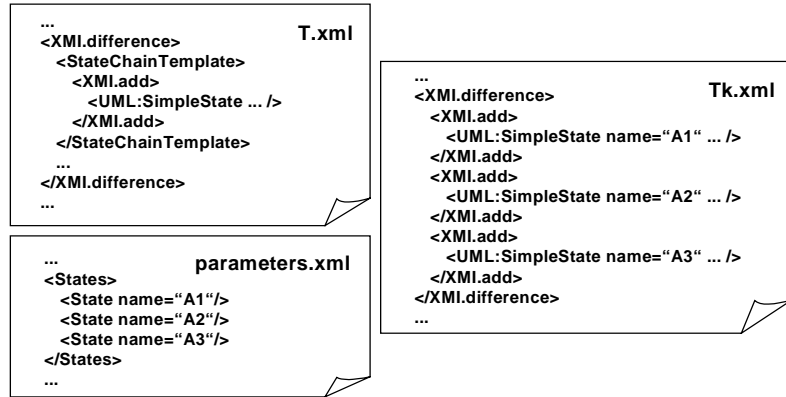 T.xml
...
<XMI.difference>
<StateChainTemplate>
<XMI.add>
<UML:SimpleState ... />
</XMI.add>
</StateChainTemplate>
...
</XMI.difference>
...
parameters.xml
...
<States>
<State name=“A1“/>
<State name=“A2“/>
<State name=“A3“/>
</States>
...
Tk.xml
...
<XMI.difference>
<XMI.add>
<UML:SimpleState name=“A1“ ... />
</XMI.add>
<XMI.add>
<UML:SimpleState name=“A2“ ... />
</XMI.add>
<XMI.add>
<UML:SimpleState name=“A3“ ... />
</XMI.add>
</XMI.difference>
...